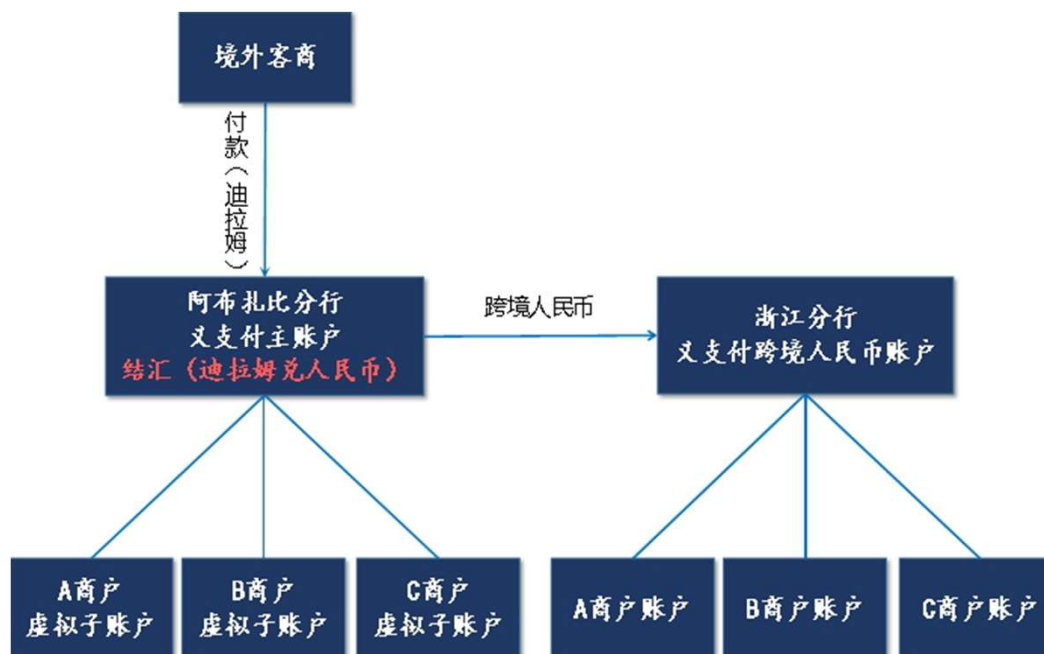 境外客商
付款(迪拉姆)
阿布扎比分行
义支付主账户
结汇(迪拉姆兑人民币)
跨境人民币
浙江分行
义支付跨境人民币账户
A商户
虚拟子账户
B商户
虚拟子账户
C商户
虚拟子账户
A商户账户
B商户账户
C商户账户